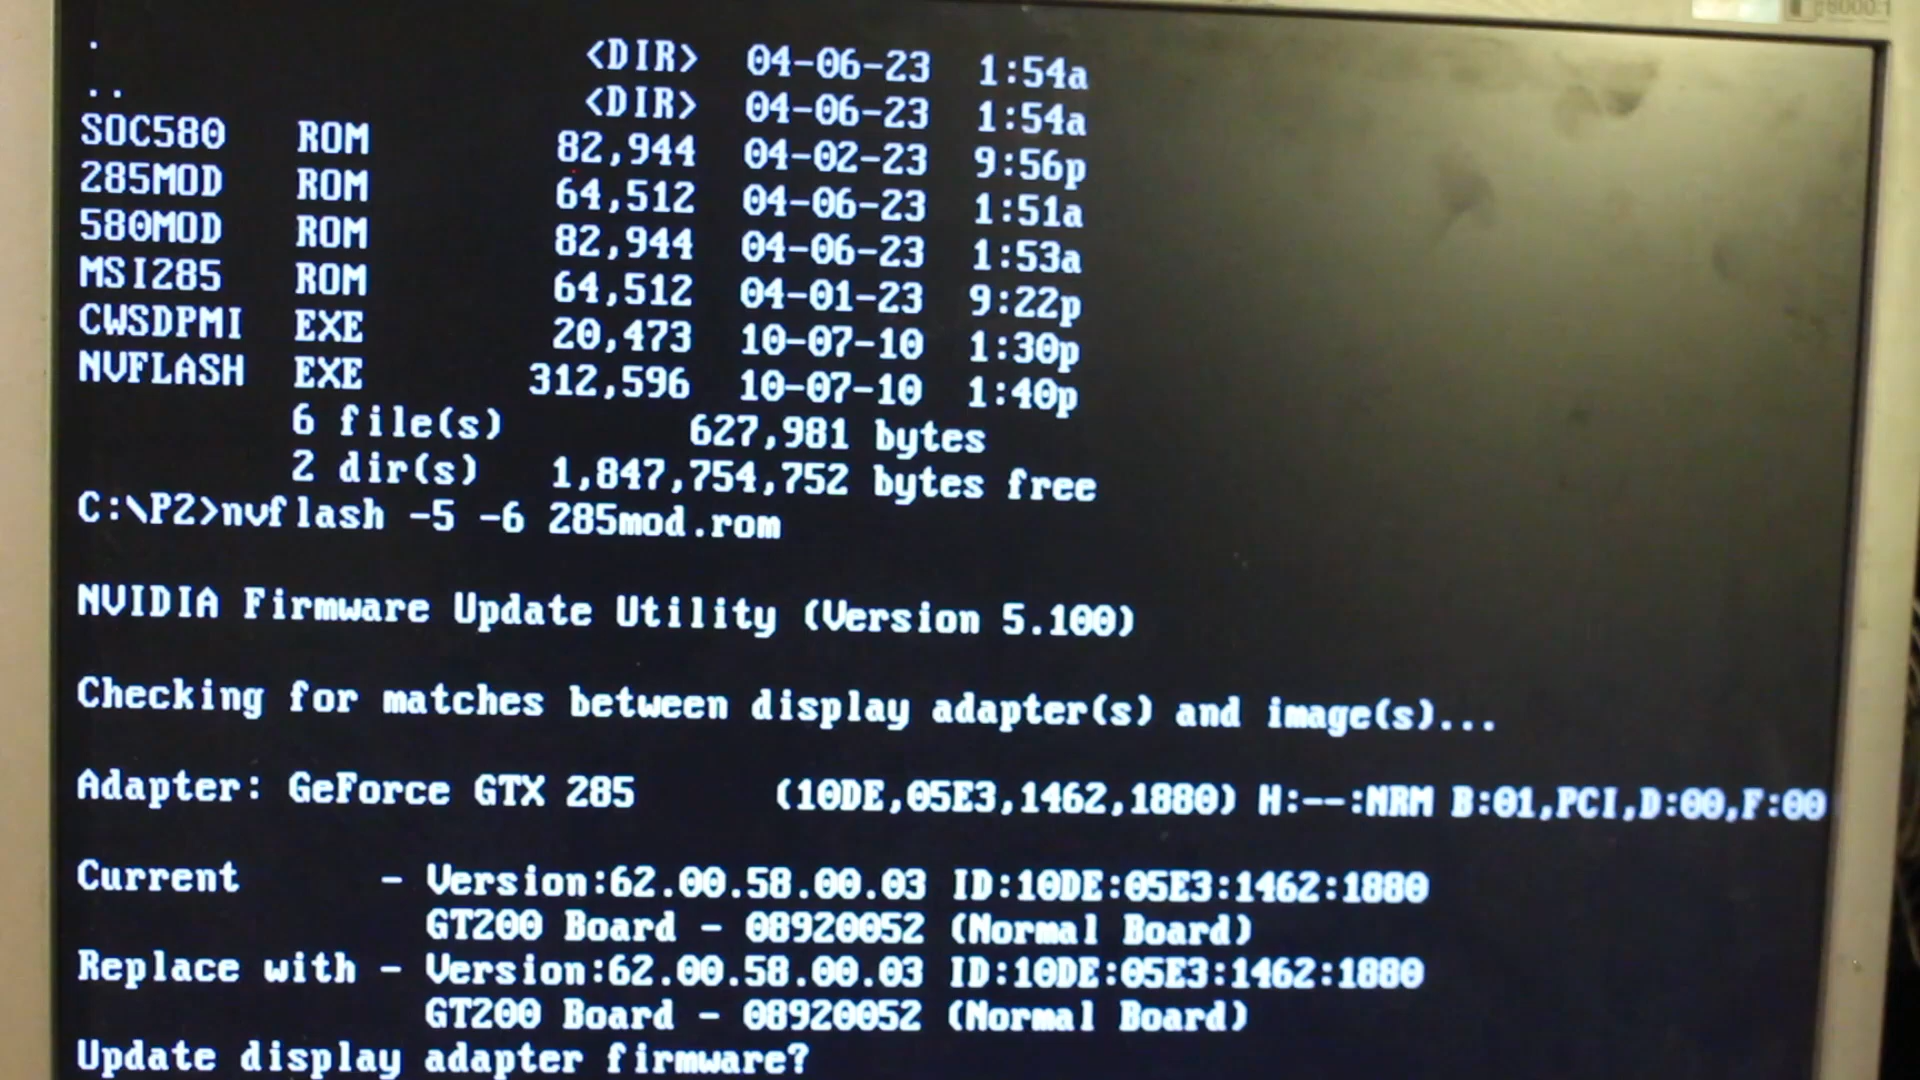 . <DIR> 04-06-23 1:54a
.. <DIR> 04-06-23 1:54a
SOC580 ROM 82,944 04-02-23 9:56p
285MOD ROM 64,512 04-06-23 1:51a
580MOD ROM 82,944 04-06-23 1:53a
MSI285 ROM 64,512 04-01-23 9:22p
CWSDPMI EXE 20,473 10-07-10 1:30p
NVFLASH EXE 312,596 10-07-10 1:40p
6 file(s) 627,981 bytes
2 dir(s) 1,847,754,752 bytes free
C:\P2>nvflash -5 -6 285mod.rom
NVIDIA Firmware Update Utility (Version 5.100)
Checking for matches between display adapter(s) and image(s)...
Adapter: GeForce GTX 285 (10DE,05E3,1462,1880) H:--:NRM B:01,PCI,D:00,F:00
Current - Version:62.00.58.00.03 ID:10DE:05E3:1462:1880
GT200 Board - 08920052 (Normal Board)
Replace with - Version:62.00.58.00.03 ID:10DE:05E3:1462:1880
GT200 Board - 08920052 (Normal Board)
Update display adapter firmware?